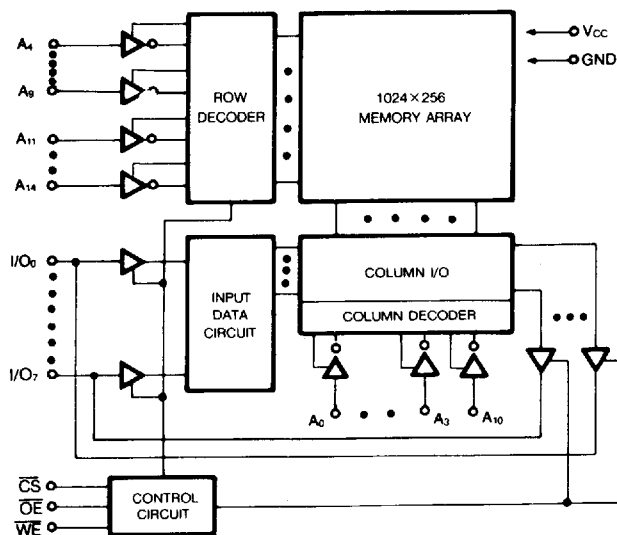 A4
A9
A11
A14
ROW
DECODER
1024×256
MEMORY ARRAY
VCC
GND
I/O0
I/O7
INPUT
DATA
CIRCUIT
COLUMN I/O
COLUMN DECODER
A0
A3
A10
CS
OE
WE
CONTROL
CIRCUIT